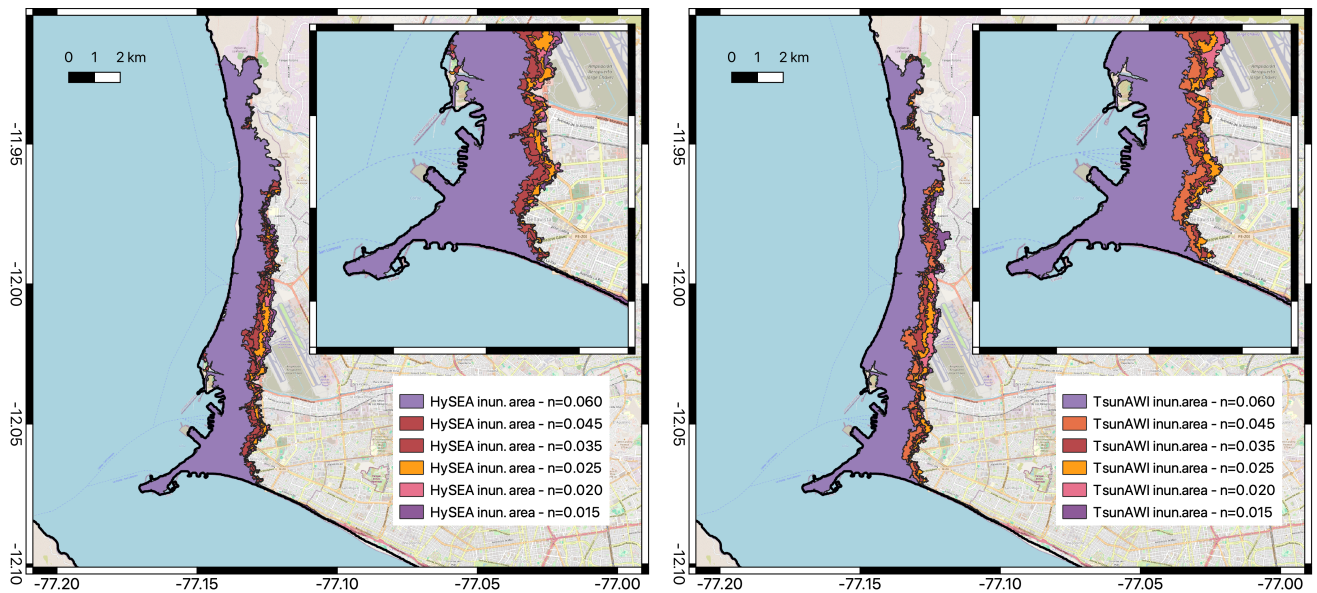 0 1 2 km
-11.95
-12.00
-12.05
-12.10
-77.20 -77.15 -77.10 -77.05 -77.00
HySEA inun. area - n=0.060
HySEA inun. area - n=0.045
HySEA inun. area - n=0.035
HySEA inun. area - n=0.025
HySEA inun. area - n=0.020
HySEA inun. area - n=0.015
0 1 2 km
-11.95
-12.00
-12.05
-12.10
-77.20 -77.15 -77.10 -77.05 -77.00
TsunAWI inun.area - n=0.060
TsunAWI inun.area - n=0.045
TsunAWI inun.area - n=0.035
TsunAWI inun.area - n=0.025
TsunAWI inun.area - n=0.020
TsunAWI inun.area - n=0.015